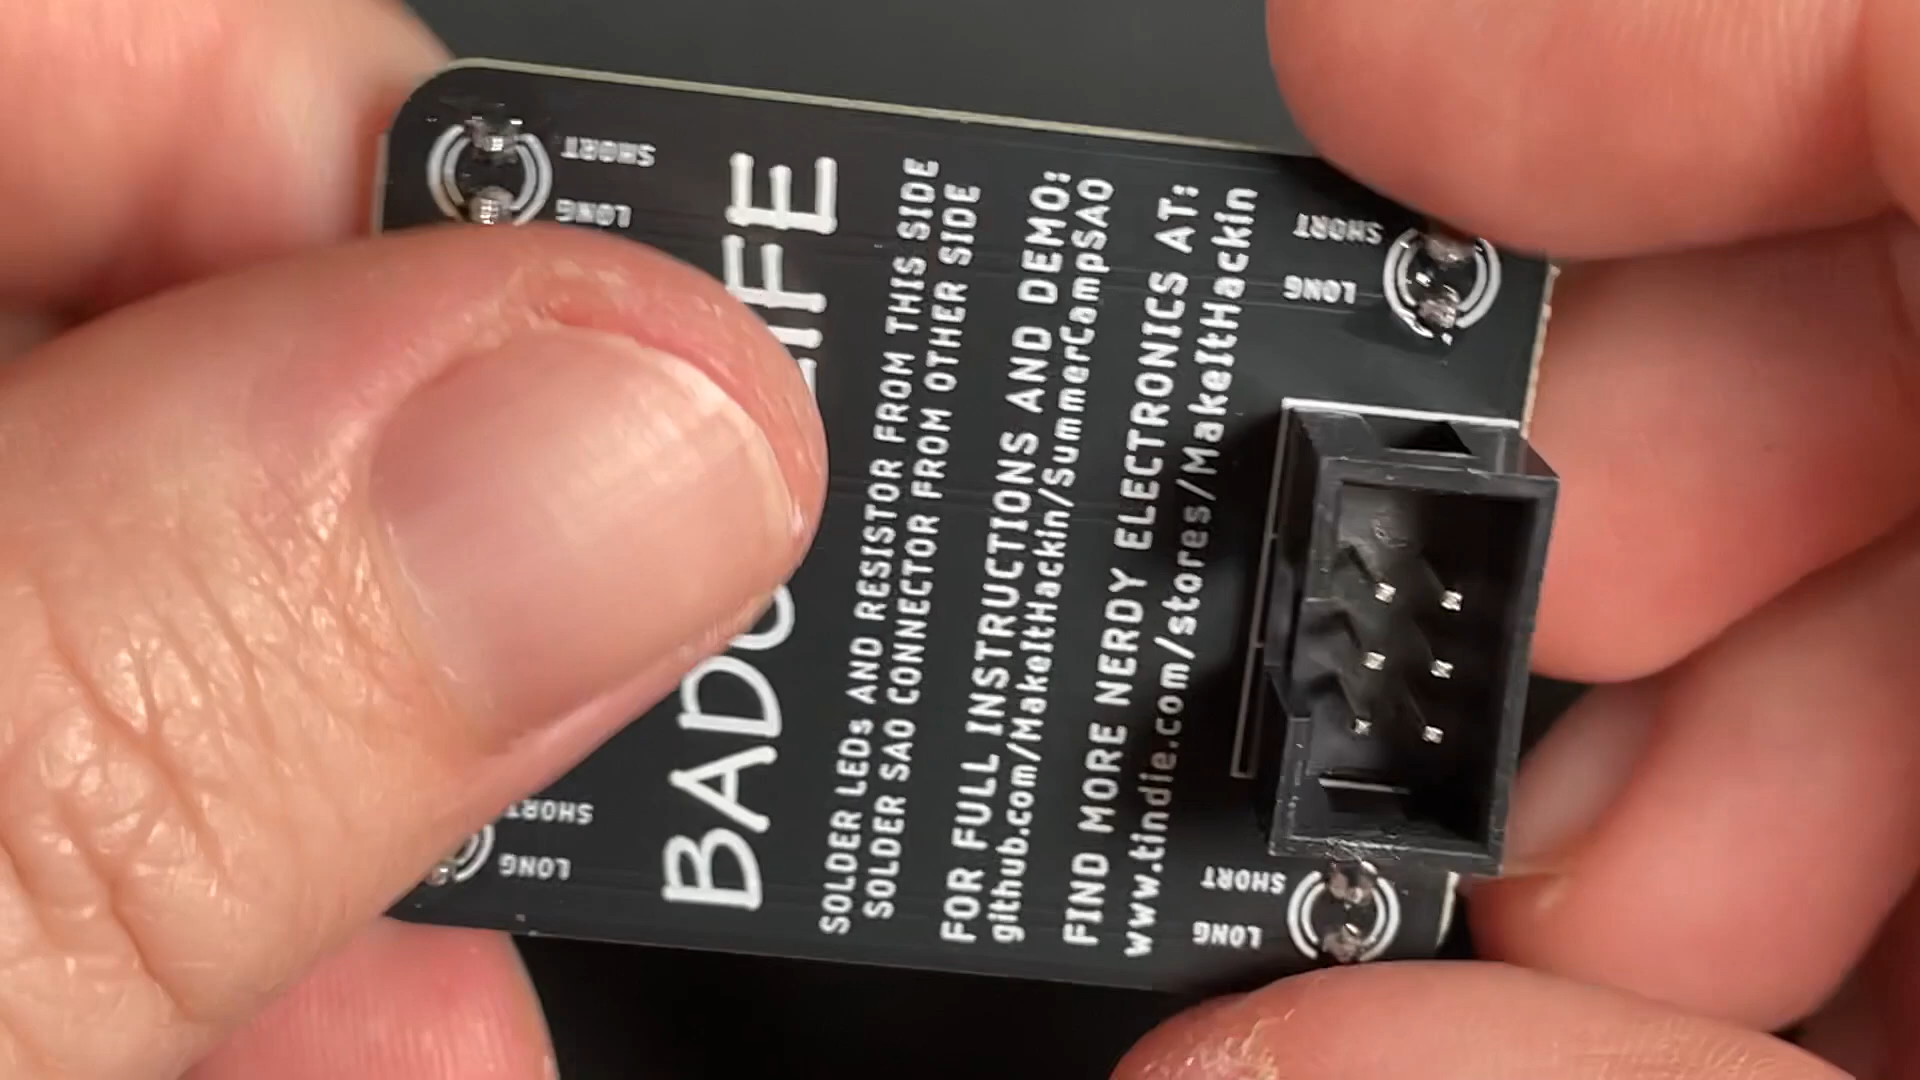 BADG LIFE
SOLDER LEDs AND RESISTOR FROM THIS SIDE
SOLDER SAO CONNECTOR FROM OTHER SIDE
FOR FULL INSTRUCTIONS AND DEMO:
github.com/MakeItHackin/SummerCampSAO
FIND MORE NERDY ELECTRONICS AT:
www.tindie.com/stores/MakeItHackin
SHORT
LONG
SHORT
LONG
SHORT
LONG
SHORT
LONG